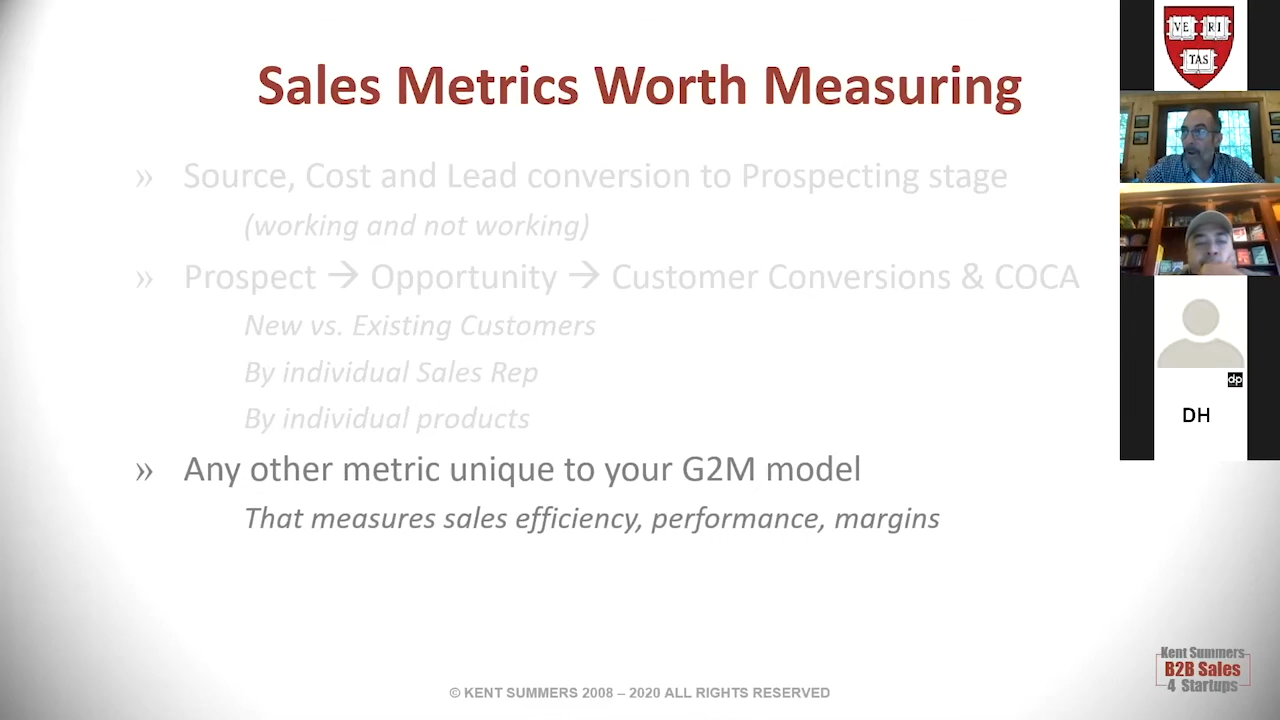 Sales Metrics Worth Measuring
» Source, Cost and Lead conversion to Prospecting stage
(working and not working)
» Prospect → Opportunity → Customer Conversions & COCA
New vs. Existing Customers
By individual Sales Rep
By individual products
» Any other metric unique to your G2M model
That measures sales efficiency, performance, margins
© KENT SUMMERS 2008 – 2020 ALL RIGHTS RESERVED
VE RI
TAS
dp
DH
Kent Summers
B2B Sales
4 Startups